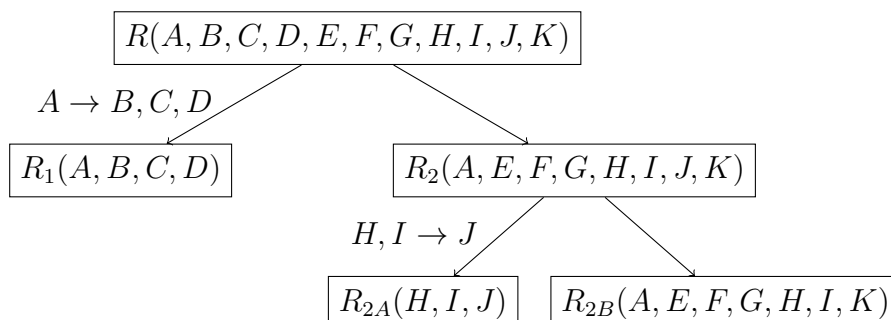 R(A, B, C, D, E, F, G, H, I, J, K)
A → B, C, D
R₁(A, B, C, D)
R₂(A, E, F, G, H, I, J, K)
H, I → J
R₂A(H, I, J)
R₂B(A, E, F, G, H, I, K)